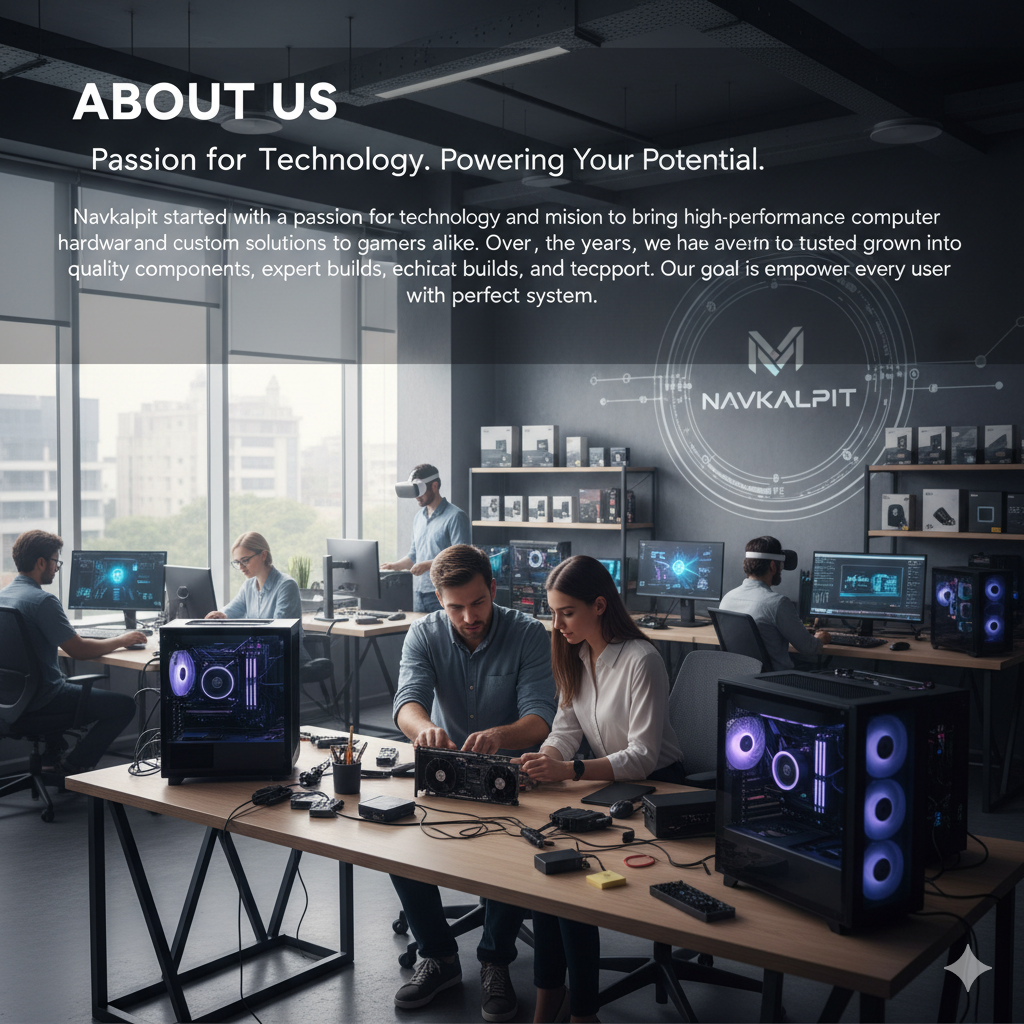 ABOUT US
Passion for Technology. Powering Your Potential.
Navkalpit started with a passion for technology and mision to bring high-performance computer
hardwar and custom solutions to gamers alike. Over, the years, we hae to tusted grown into
quality components, expert builds, echicat builds, and tecpport. Our goal is empower every user
with perfect system.
NAVKALPIT